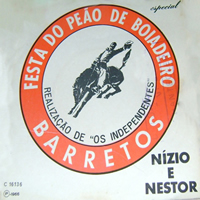 especial
FESTA DO PEÃO DE BOIADEIRO
REALIZAÇÃO DE "OS INDEPENDENTES"
BARRETOS
NÍZIO
E
NESTOR